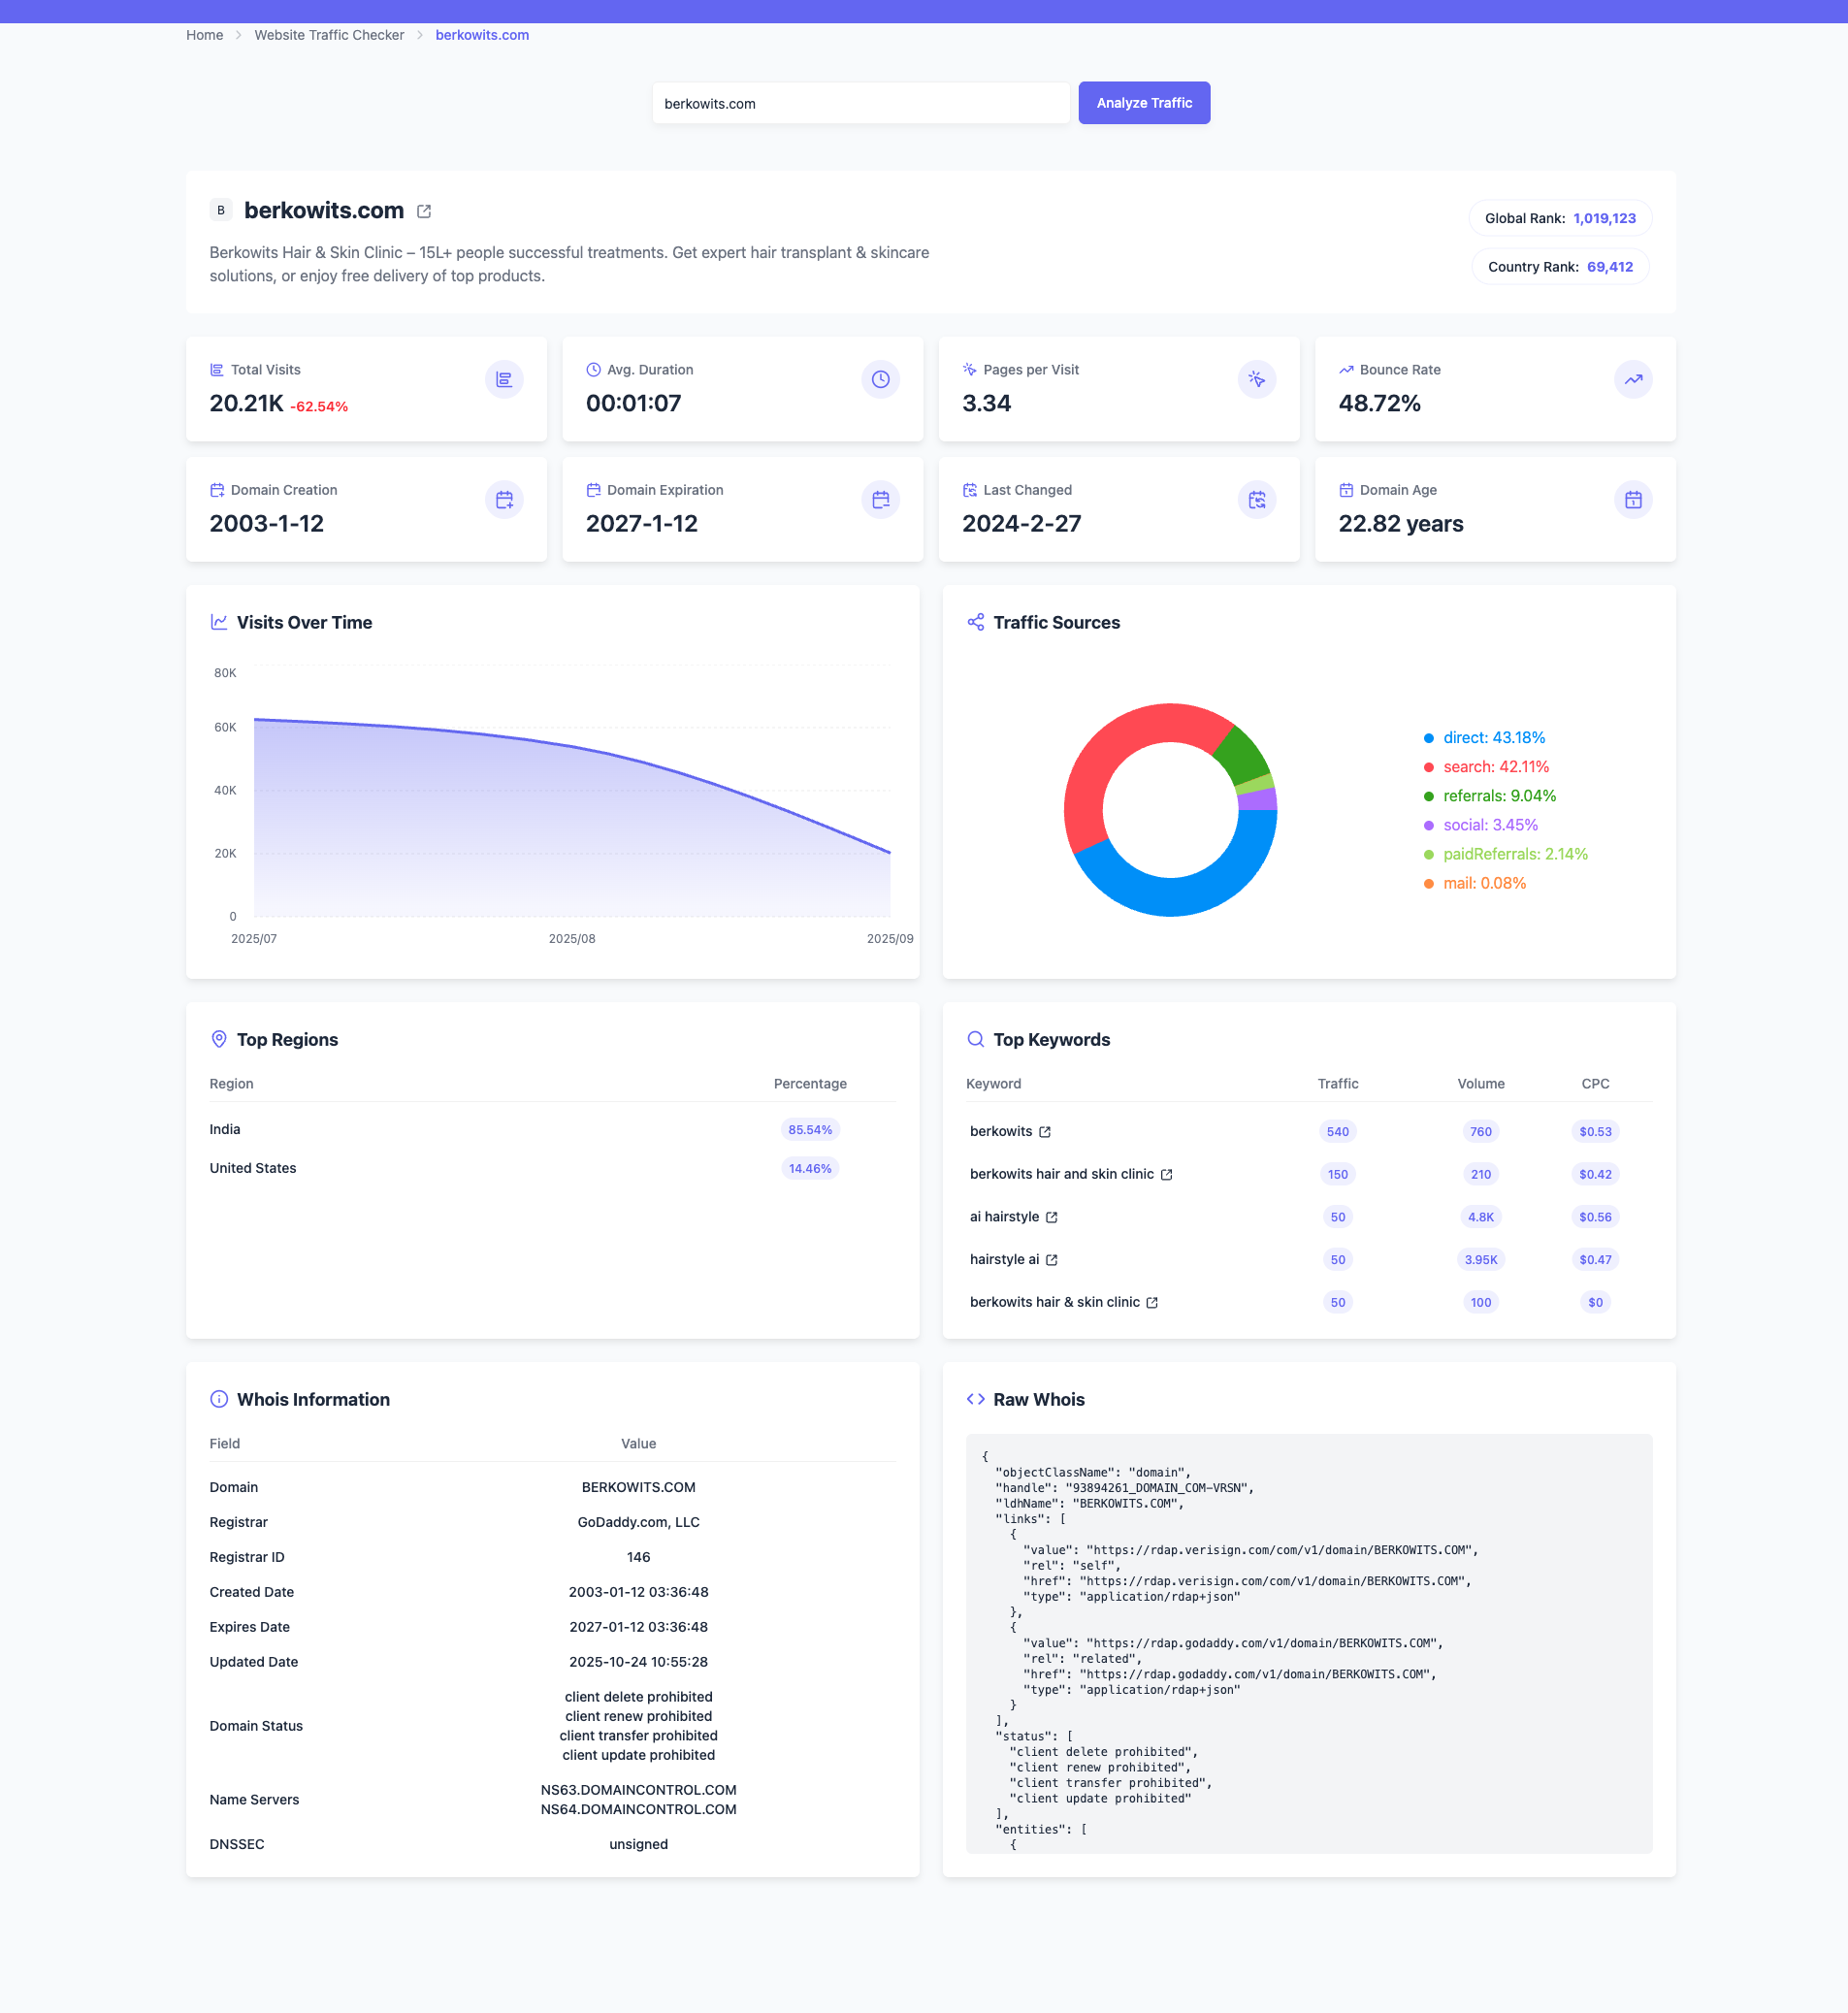 Home
Website Traffic Checker
berkowits.com
berkowits.com
Analyze Traffic
B
berkowits.com
Berkowits Hair & Skin Clinic – 15L+ people successful treatments. Get expert hair transplant & skincare
solutions, or enjoy free delivery of top products.
Global Rank: 1,019,123
Country Rank: 69,412
Total Visits
20.21K -62.54%
Avg. Duration
00:01:07
Pages per Visit
3.34
Bounce Rate
48.72%
Domain Creation
2003-1-12
Domain Expiration
2027-1-12
Last Changed
2024-2-27
Domain Age
22.82 years
Visits Over Time
80K
60K
40K
20K
0
2025/07
2025/08
2025/09
Traffic Sources
direct: 43.18%
search: 42.11%
referrals: 9.04%
social: 3.45%
paidReferrals: 2.14%
mail: 0.08%
Top Regions
Region Percentage
India 85.54%
United States 14.46%
Top Keywords
Keyword Traffic Volume CPC
berkowits 540 760 $0.53
berkowits hair and skin clinic 150 210 $0.42
ai hairstyle 50 4.8K $0.56
hairstyle ai 50 3.95K $0.47
berkowits hair & skin clinic 50 100 $0
Whois Information
Field Value
Domain BERKOWITS.COM
Registrar GoDaddy.com, LLC
Registrar ID 146
Created Date 2003-01-12 03:36:48
Expires Date 2027-01-12 03:36:48
Updated Date 2025-10-24 10:55:28
Domain Status
client delete prohibited
client renew prohibited
client transfer prohibited
client update prohibited
Name Servers
NS63.DOMAINCONTROL.COM
NS64.DOMAINCONTROL.COM
DNSSEC unsigned
Raw Whois
{
"objectClassName": "domain",
"handle": "93894261_DOMAIN_COM-VRSN",
"ldhName": "BERKOWITS.COM",
"links": [
{
"value": "https://rdap.verisign.com/com/v1/domain/BERKOWITS.COM",
"rel": "self",
"href": "https://rdap.verisign.com/com/v1/domain/BERKOWITS.COM",
"type": "application/rdap+json"
},
{
"value": "https://rdap.godaddy.com/v1/domain/BERKOWITS.COM",
"rel": "related",
"href": "https://rdap.godaddy.com/v1/domain/BERKOWITS.COM",
"type": "application/rdap+json"
}
],
"status": [
"client delete prohibited",
"client renew prohibited",
"client transfer prohibited",
"client update prohibited"
],
"entities": [
{